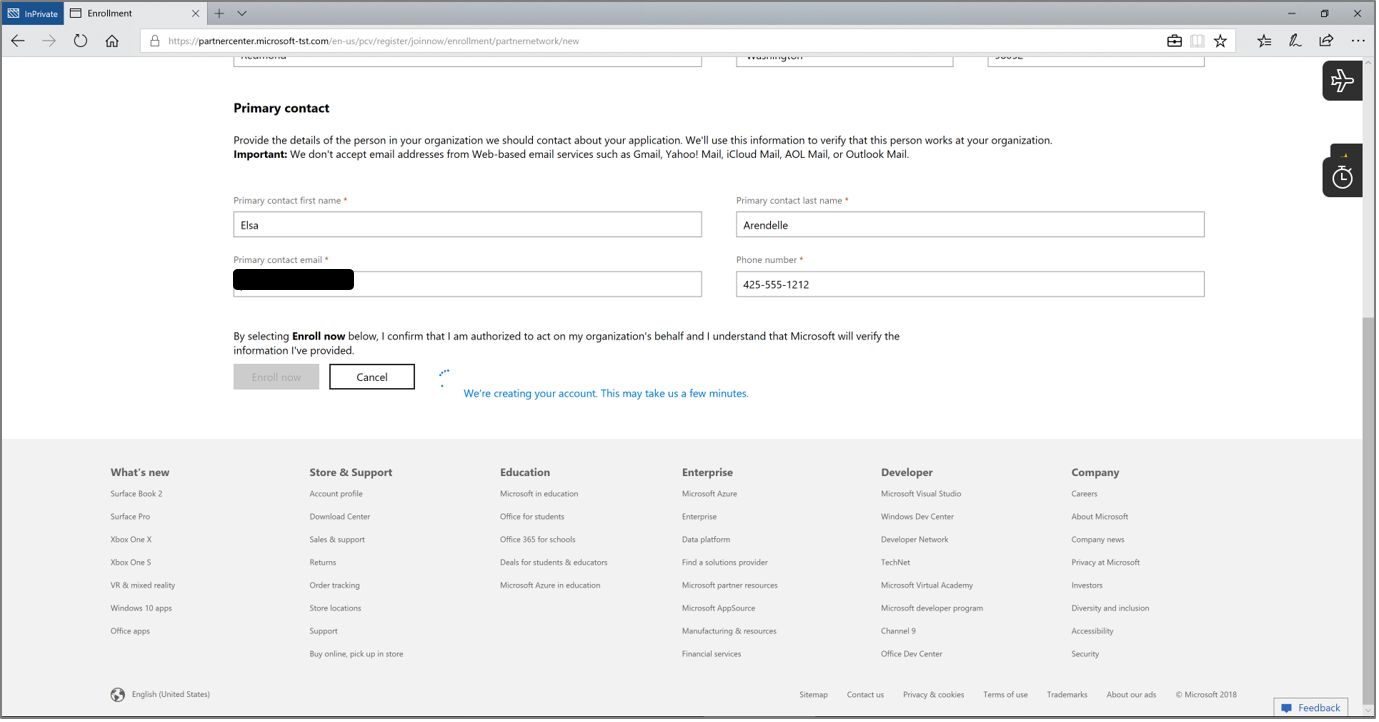 InPrivate
Enrollment
https://partnercenter.microsoft-tst.com/en-us/pcv/register/joinnow/enrollment/partnernetwork/new
Redmond Washington
Primary contact
Provide the details of the person in your organization we should contact about your application. We'll use this information to verify that this person works at your organization.
Important: We don't accept email addresses from Web-based email services such as Gmail, Yahoo! Mail, iCloud Mail, AOL Mail, or Outlook Mail.
Primary contact first name * Primary contact last name *
Elsa Arendelle
Primary contact email * Phone number *
425-555-1212
By selecting Enroll now below, I confirm that I am authorized to act on my organization's behalf and I understand that Microsoft will verify the
information I've provided.
Enroll now Cancel
We're creating your account. This may take us a few minutes.
What's new Store & Support Education Enterprise Developer Company
Surface Book 2 Account profile Microsoft in education Microsoft Azure Microsoft Visual Studio Careers
Surface Pro Download Center Office for students Enterprise Windows Dev Center About Microsoft
Xbox One X Sales & support Office 365 for schools Data platform Developer Network Company news
Xbox One S Returns Deals for students & educators Find a solutions provider TechNet Privacy at Microsoft
VR & mixed reality Order tracking Microsoft Azure in education Microsoft partner resources Microsoft Virtual Academy Investors
Windows 10 apps Store locations Microsoft AppSource Microsoft developer program Diversity and inclusion
Office apps Support Manufacturing & resources Channel 9 Accessibility
Buy online, pick up in store Financial services Office Dev Center Security
English (United States) Sitemap Contact us Privacy & cookies Terms of use Trademarks About our ads © Microsoft 2018
Feedback